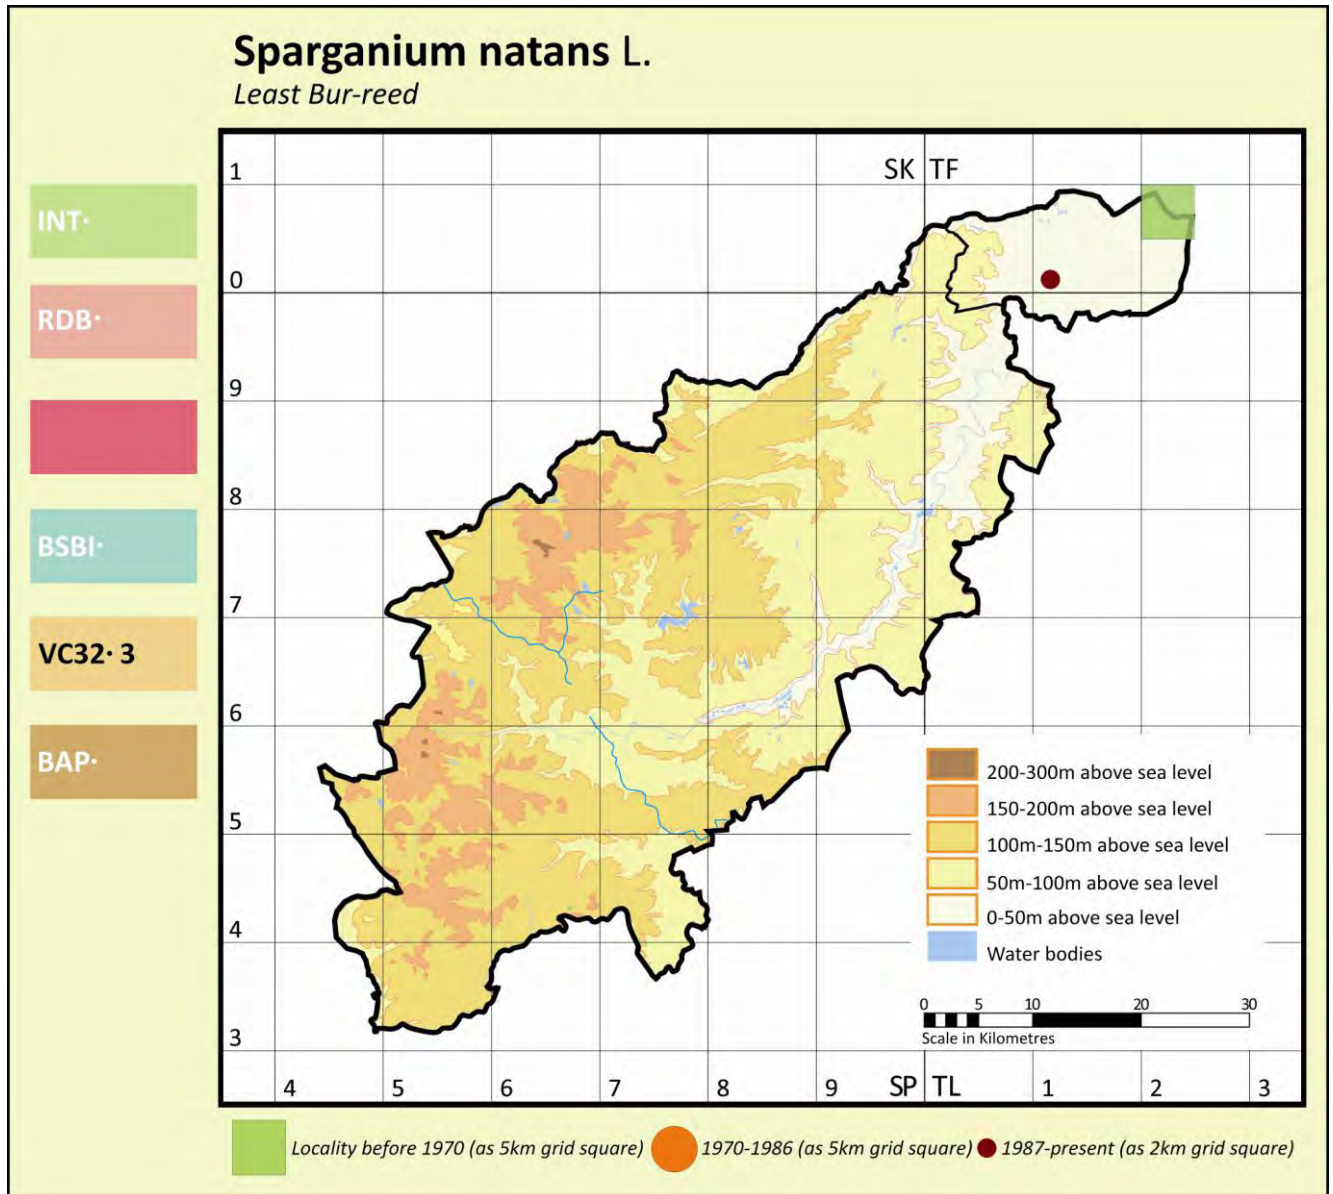 Sparganium natans L.
Least Bur-reed
INT·
RDB·
BSBI·
VC32· 3
BAP·
SK TF
1
0
9
8
7
6
5
4
3
4 5 6 7 8 9 SP TL 1 2 3
200-300m above sea level
150-200m above sea level
100m-150m above sea level
50m-100m above sea level
0-50m above sea level
Water bodies
0 5 10 20 30
Scale in Kilometres
Locality before 1970 (as 5km grid square) 1970-1986 (as 5km grid square) 1987-present (as 2km grid square)